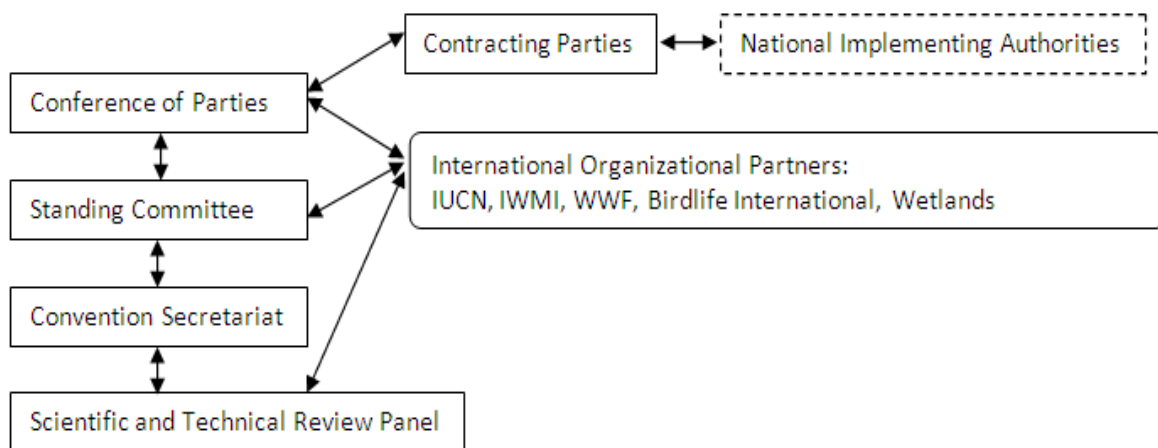 Contracting Parties
National Implementing Authorities
Conference of Parties
International Organizational Partners:
IUCN, IWMI, WWF, Birdlife International, Wetlands
Standing Committee
Convention Secretariat
Scientific and Technical Review Panel